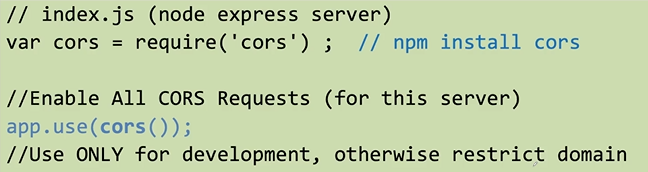 // index.js (node express server)
var cors = require('cors') ;  // npm install cors
//Enable All CORS Requests (for this server)
app.use(cors());
//Use ONLY for development, otherwise restrict domain